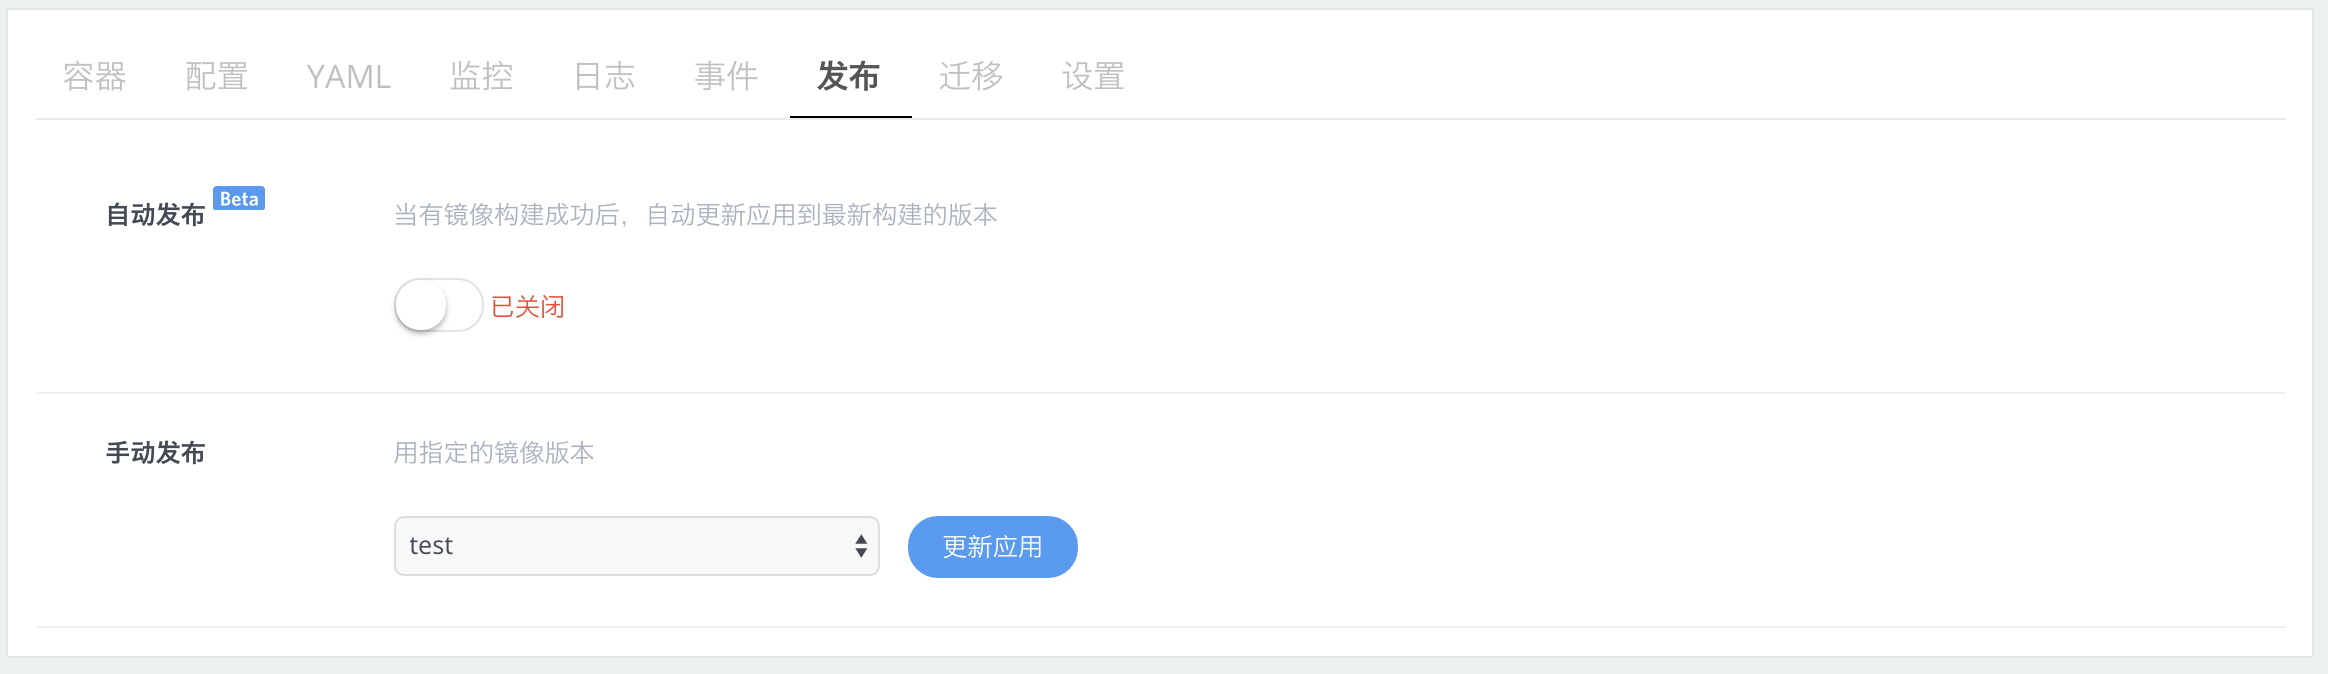 容器 配置 YAML 监控 日志 事件 发布 迁移 设置
自动发布 Beta 当有镜像构建成功后，自动更新应用到最新构建的版本
已关闭
手动发布 用指定的镜像版本
test 更新应用